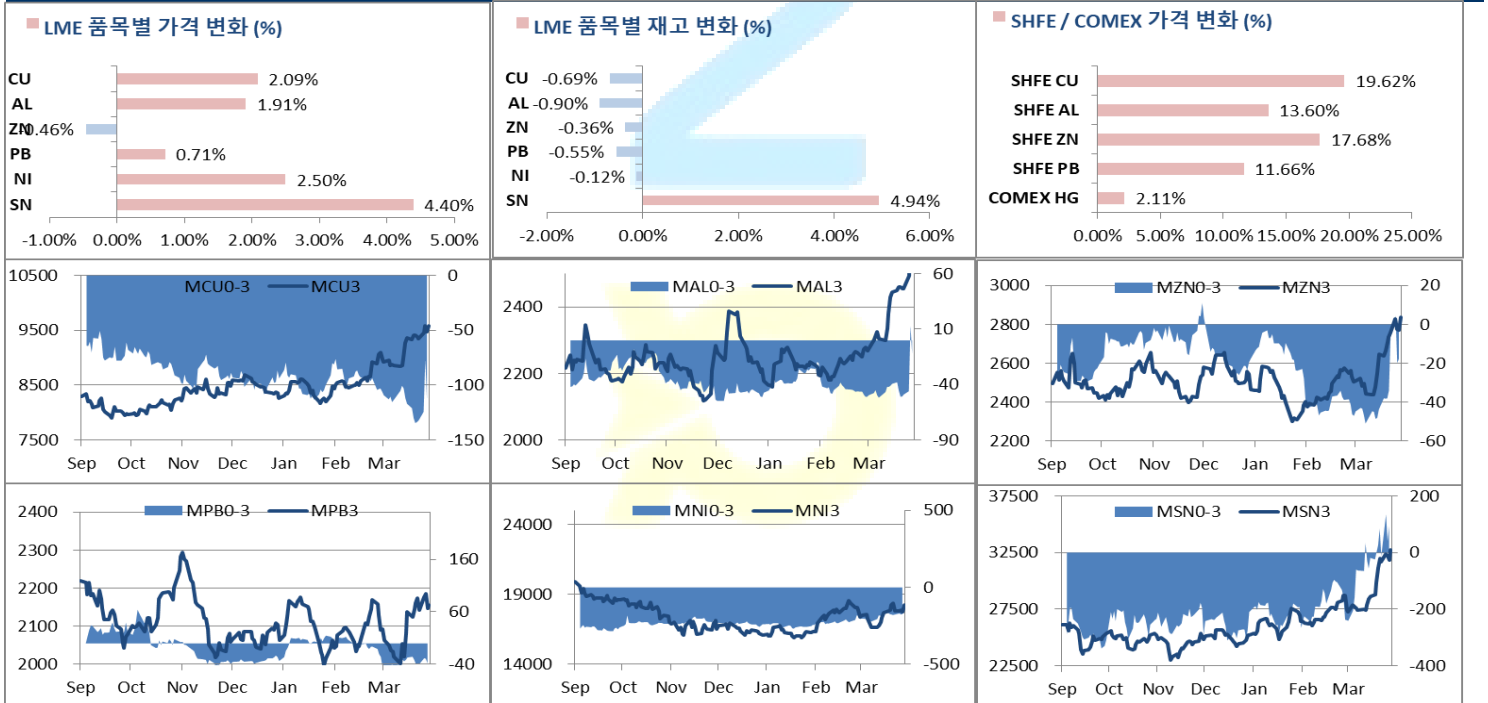 LME 품목별 가격 변화 (%)
CU 2.09%
AL 1.91%
ZN -0.46%
PB 0.71%
NI 2.50%
SN 4.40%
-1.00% 0.00% 1.00% 2.00% 3.00% 4.00% 5.00%
LME 품목별 재고 변화 (%)
CU -0.69%
AL -0.90%
ZN -0.36%
PB -0.55%
NI -0.12%
SN 4.94%
-2.00% 0.00% 2.00% 4.00% 6.00%
SHFE / COMEX 가격 변화 (%)
SHFE CU 19.62%
SHFE AL 13.60%
SHFE ZN 17.68%
SHFE PB 11.66%
COMEX HG 2.11%
0.00% 5.00% 10.00% 15.00% 20.00% 25.00%
MCU0-3 MCU3
10500 0
9500 -50
8500 -100
7500 -150
Sep Oct Nov Dec Jan Feb Mar
MAL0-3 MAL3
60
2400
10
2200 -40
2000 -90
Sep Oct Nov Dec Jan Feb Mar
MZN0-3 MZN3
3000 20
2800 0
2600 -20
2400 -40
2200 -60
Sep Oct Nov Dec Jan Feb Mar
MPB0-3 MPB3
2400
2300 160
2200
2100 60
2000 -40
Sep Oct Nov Dec Jan Feb Mar
MNI0-3 MNI3
500
24000
0
19000
14000 -500
Sep Oct Nov Dec Jan Feb Mar
MSN0-3 MSN3
37500 200
32500 0
27500 -200
22500 -400
Sep Oct Nov Dec Jan Feb Mar